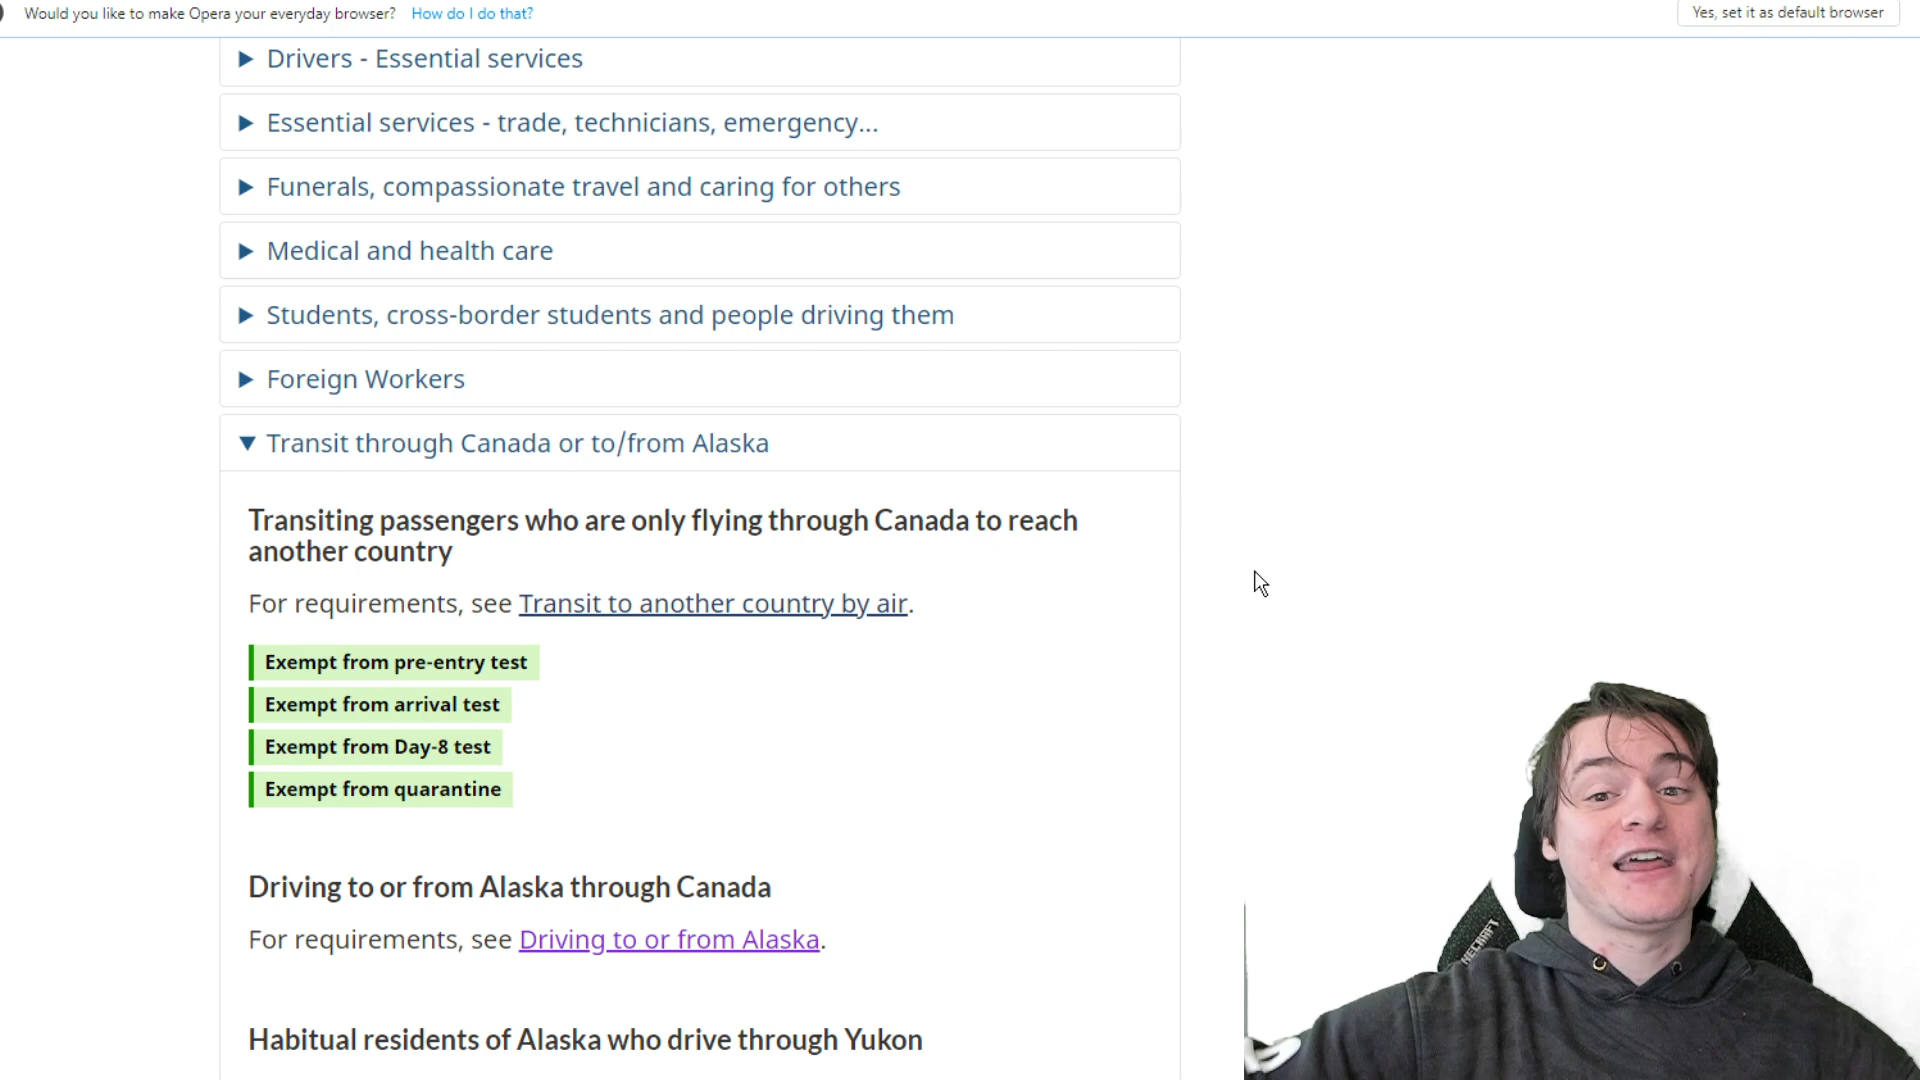 Would you like to make Opera your everyday browser? How do I do that? Yes, set it as default browser
Drivers - Essential services
Essential services - trade, technicians, emergency...
Funerals, compassionate travel and caring for others
Medical and health care
Students, cross-border students and people driving them
Foreign Workers
Transit through Canada or to/from Alaska
Transiting passengers who are only flying through Canada to reach
another country
For requirements, see Transit to another country by air.
Exempt from pre-entry test
Exempt from arrival test
Exempt from Day-8 test
Exempt from quarantine
Driving to or from Alaska through Canada
For requirements, see Driving to or from Alaska.
Habitual residents of Alaska who drive through Yukon